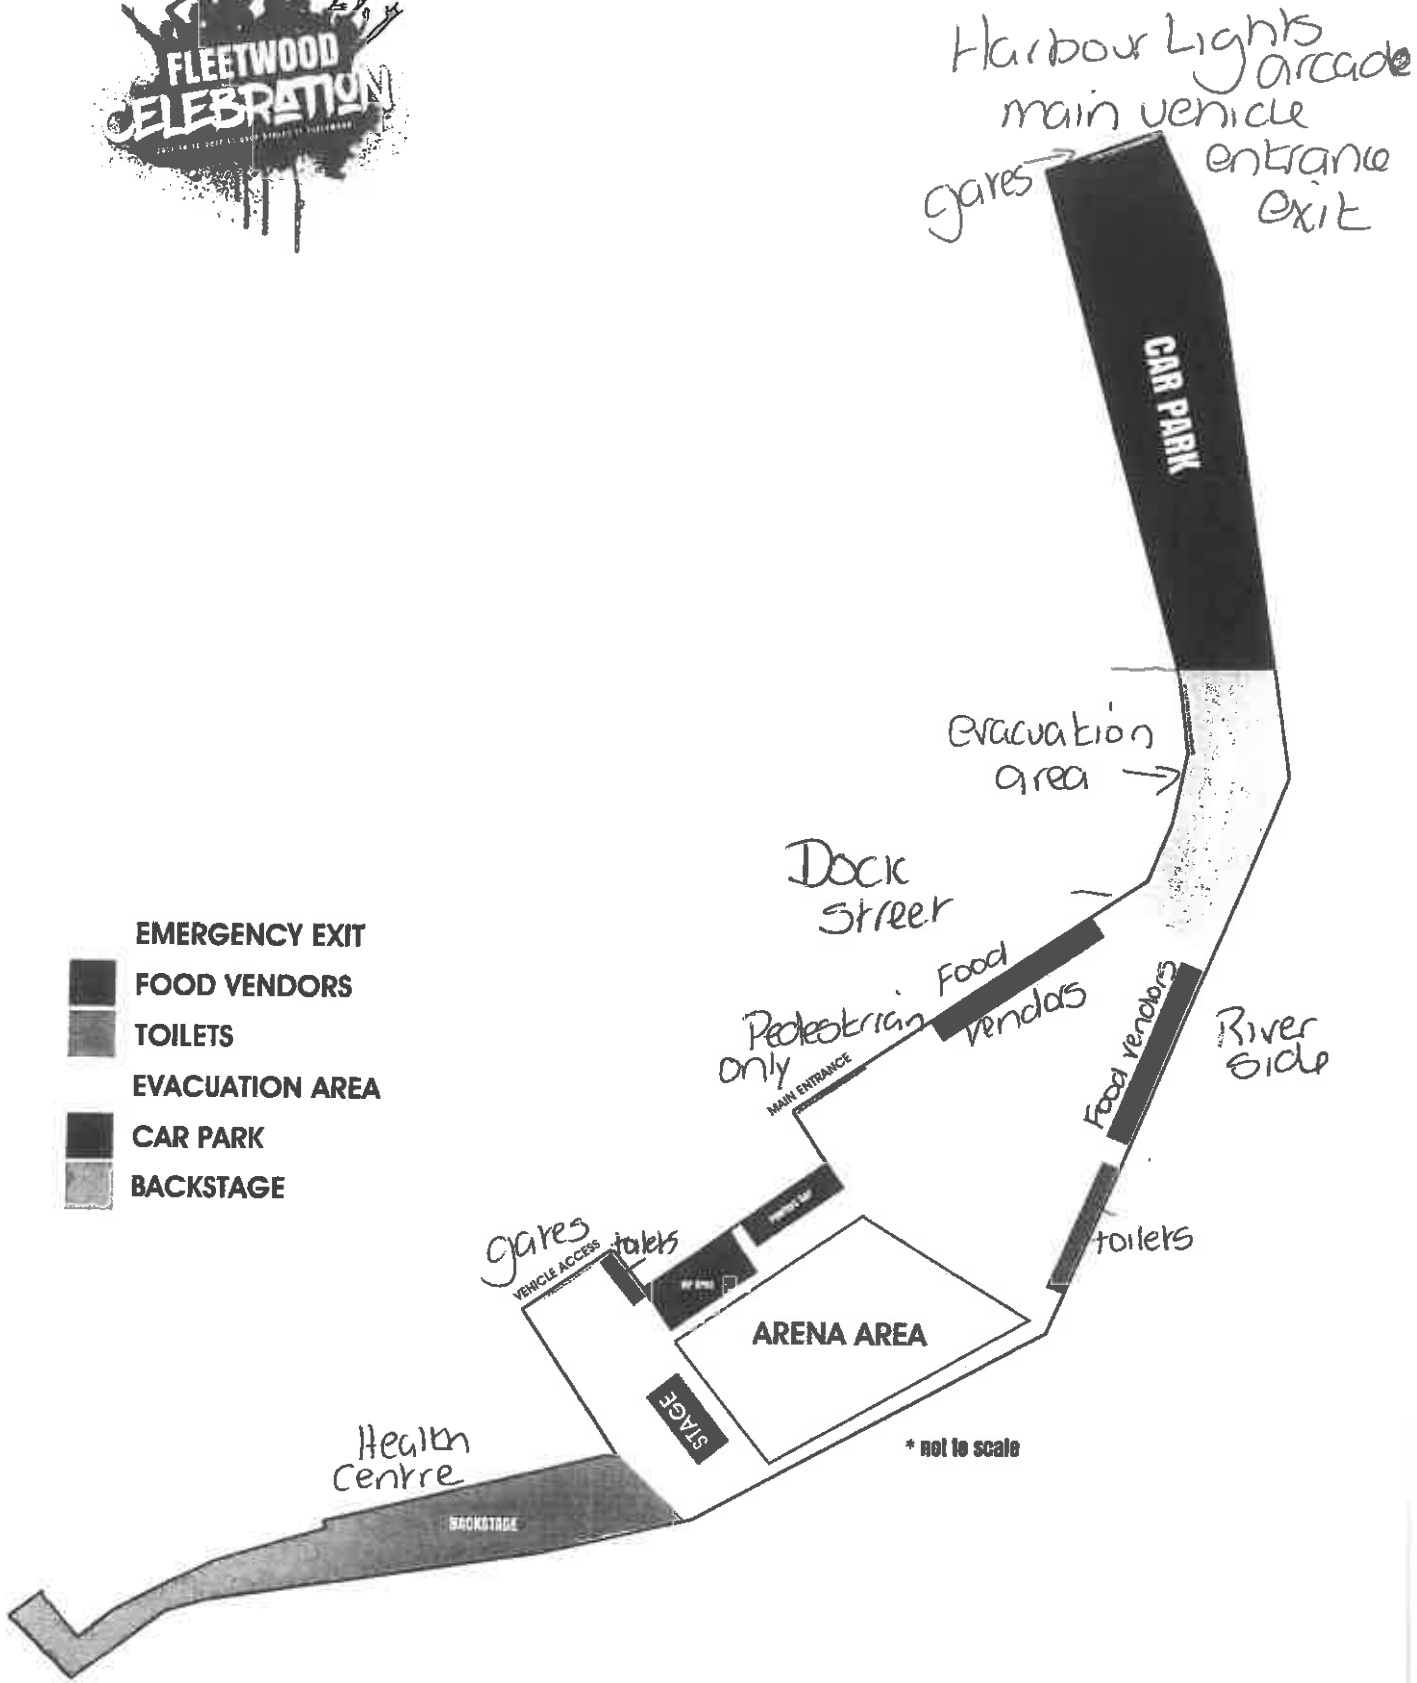 FLEETWOOD
CELEBRATION
Harbour Lights
arcade
main vehicle
entrance
exit
gates
CAR PARK
evacuation
area
Dock
Street
Food
vendors
Pedestrian
only
MAIN ENTRANCE
Food vendors
River
side
toilets
EMERGENCY EXIT
FOOD VENDORS
TOILETS
EVACUATION AREA
CAR PARK
BACKSTAGE
gates
VEHICLE ACCESS
toilets
ARENA AREA
STAGE
* not to scale
Health
Centre
BACKSTAGE